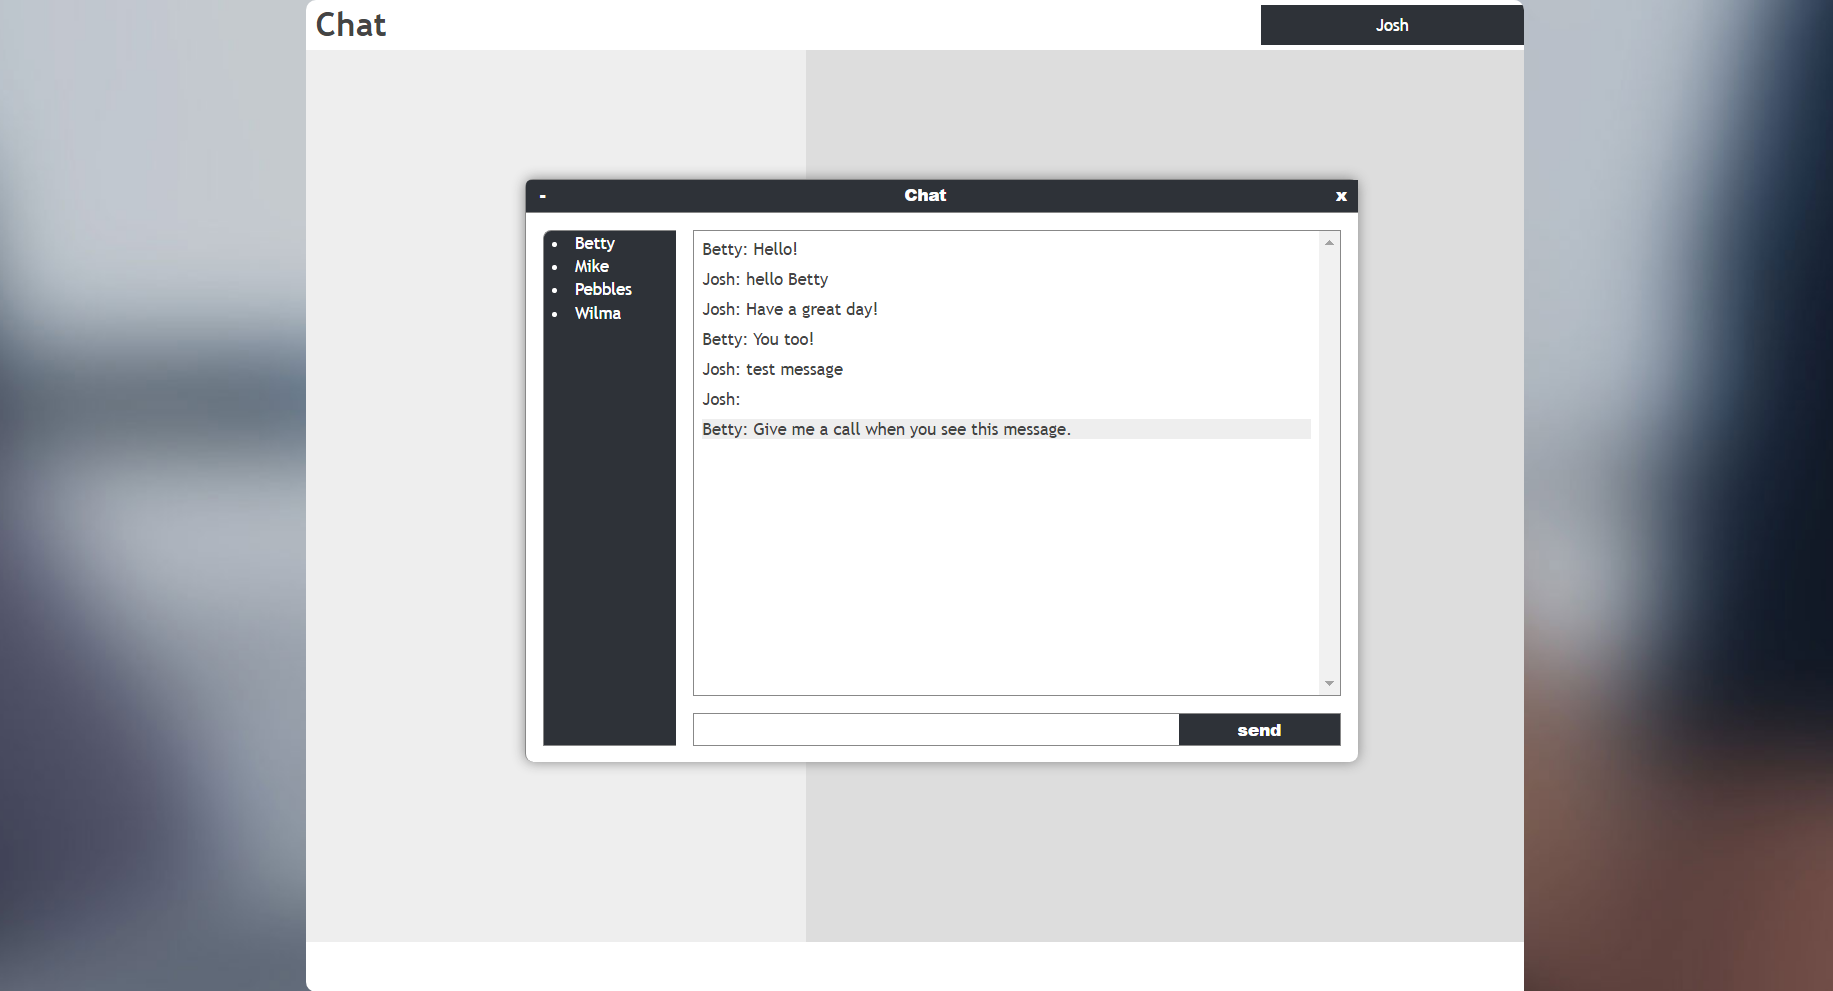 Chat
Josh
- Chat x
Betty
Mike
Pebbles
Wilma
Betty: Hello!
Josh: hello Betty
Josh: Have a great day!
Betty: You too!
Josh: test message
Josh:
Betty: Give me a call when you see this message.
send